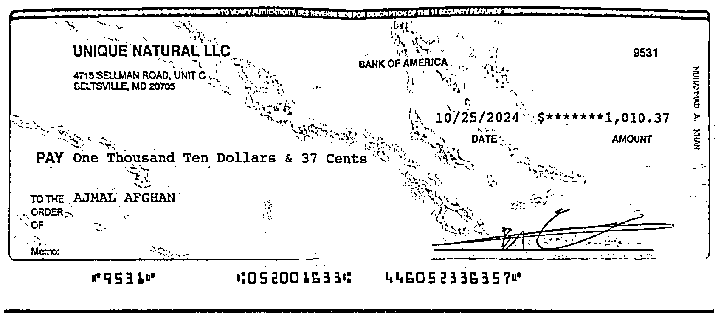 TO VERIFY AUTHENTICITY, SEE REVERSE SIDE FOR DESCRIPTION OF THE 11 SECURITY FEATURES
UNIQUE NATURAL LLC
4715 SELLMAN ROAD, UNIT C
BELTSVILLE, MD 20705
BANK OF AMERICA
9531
10/25/2024 $*******1,010.37
DATE AMOUNT
PAY One Thousand Ten Dollars & 37 Cents
TO THE AJMAL AFGHAN
ORDER
OF
Memo:
⑈9531⑈ ⑆052001633⑆ 446052336357⑈